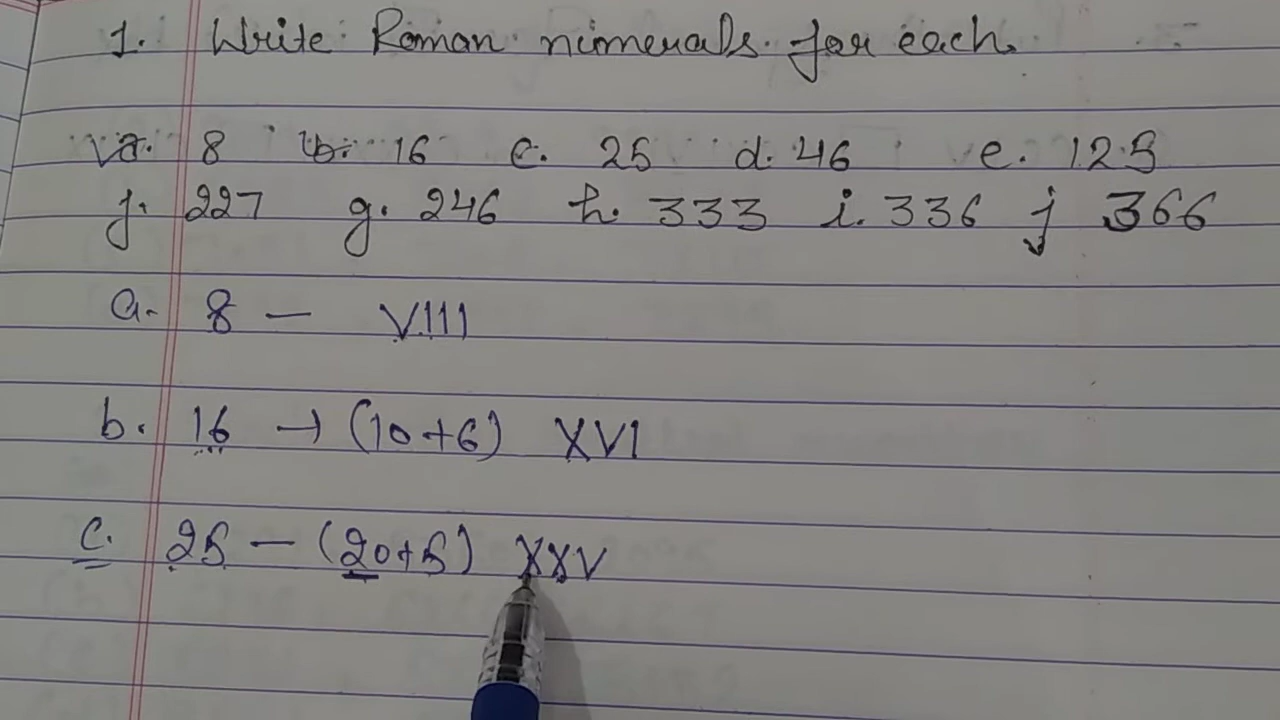 1. Write Roman numerals for each.
a. 8 b. 16 c. 25 d. 46 e. 125
f. 227 g. 246 h. 333 i. 336 j 366
a. 8 — VIII
b. 16 → (10+6) XVI
c. 25 — (20+5) XXV